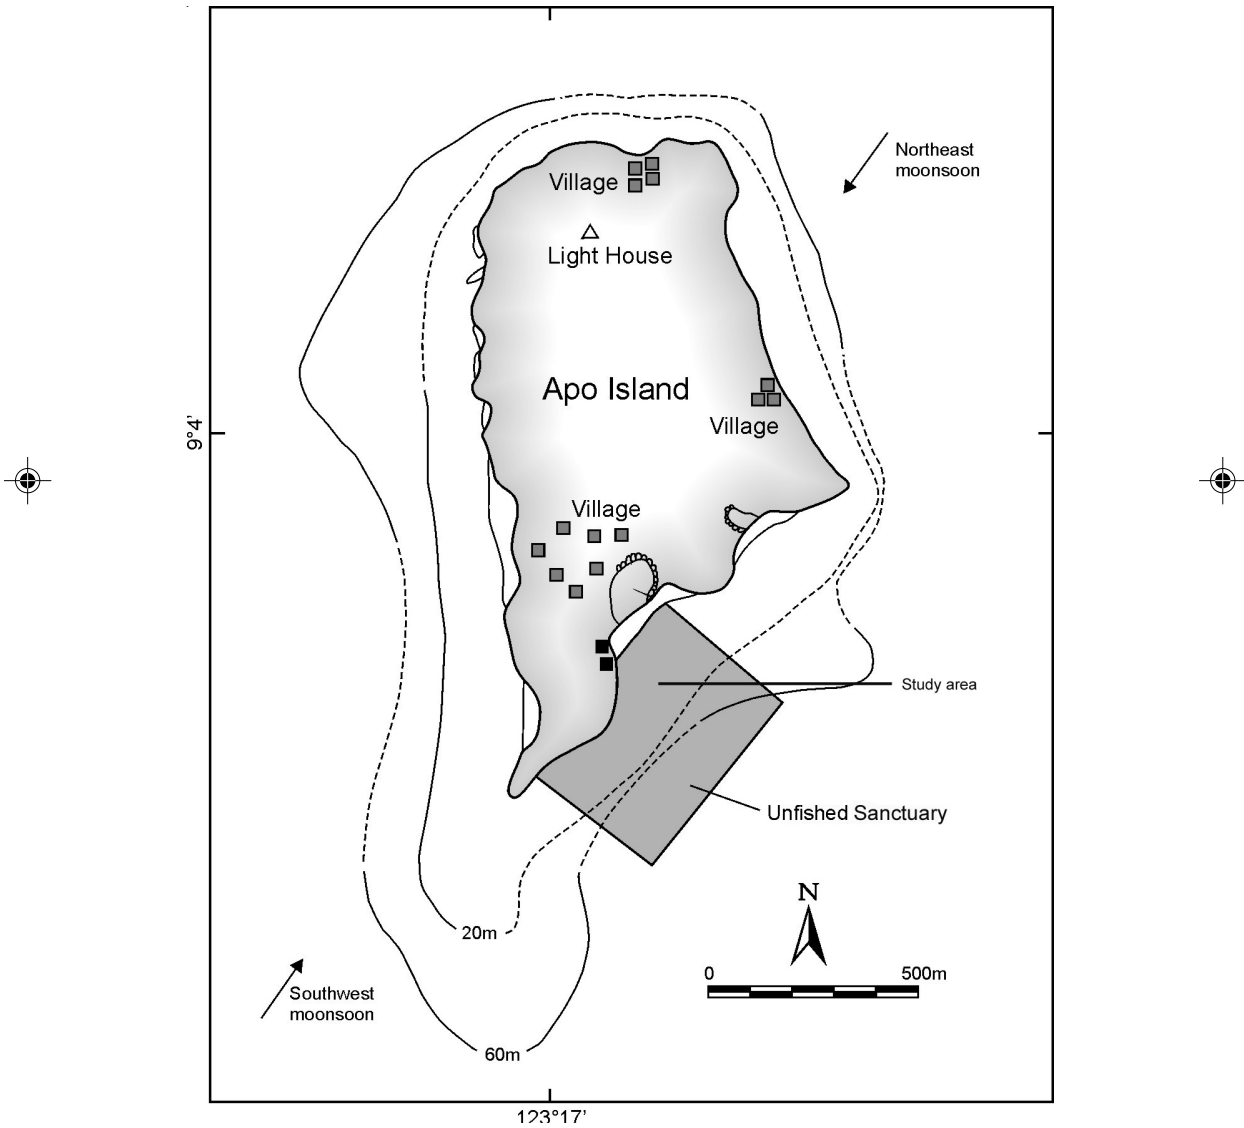 Northeast
moonsoon
Village
Light House
Apo Island
Village
9°4'
Village
Study area
Unfished Sanctuary
N
20m
0 500m
Southwest
moonsoon
60m
123°17'